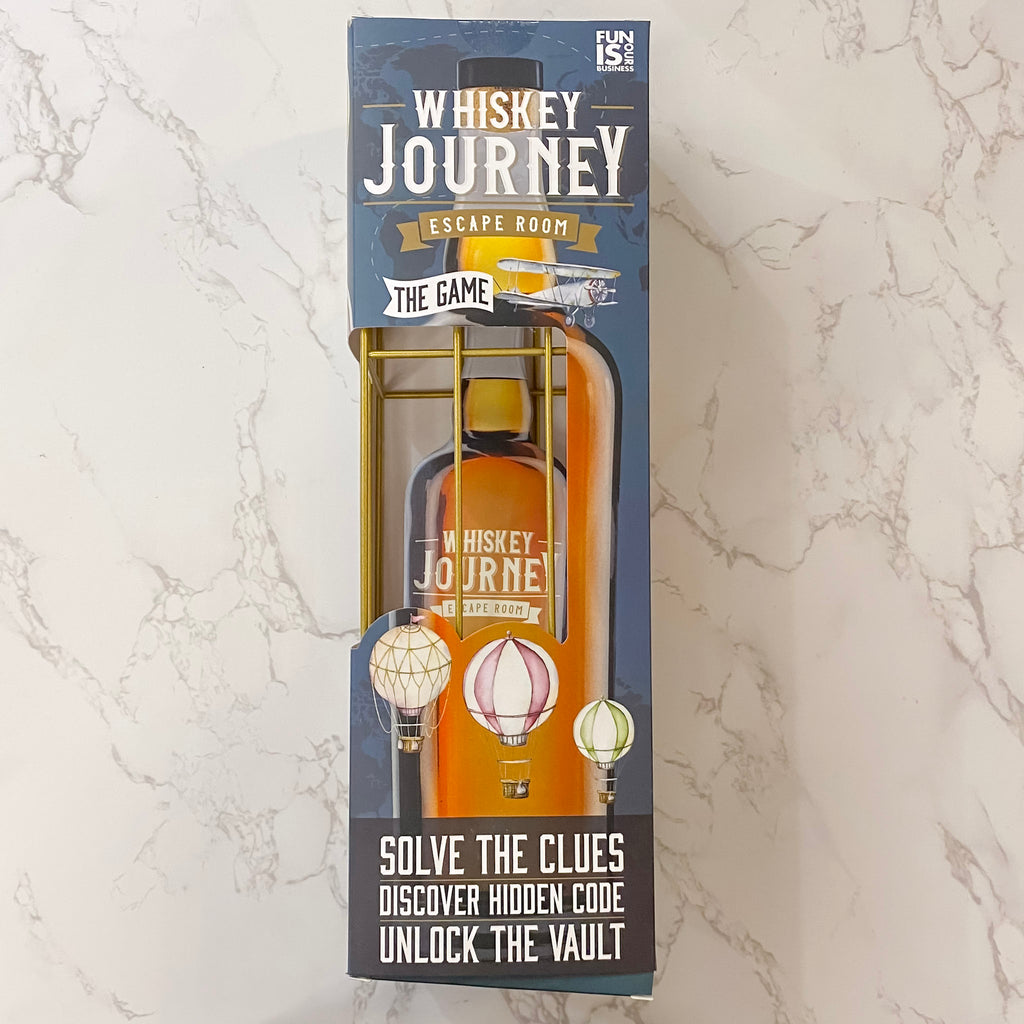 FUN
IS
OUR
BUSINESS
WHISKEY
JOURNEY
ESCAPE ROOM
THE GAME
WHISKEY
JOURNEY
ESCAPE ROOM
SOLVE THE CLUES
DISCOVER HIDDEN CODE
UNLOCK THE VAULT